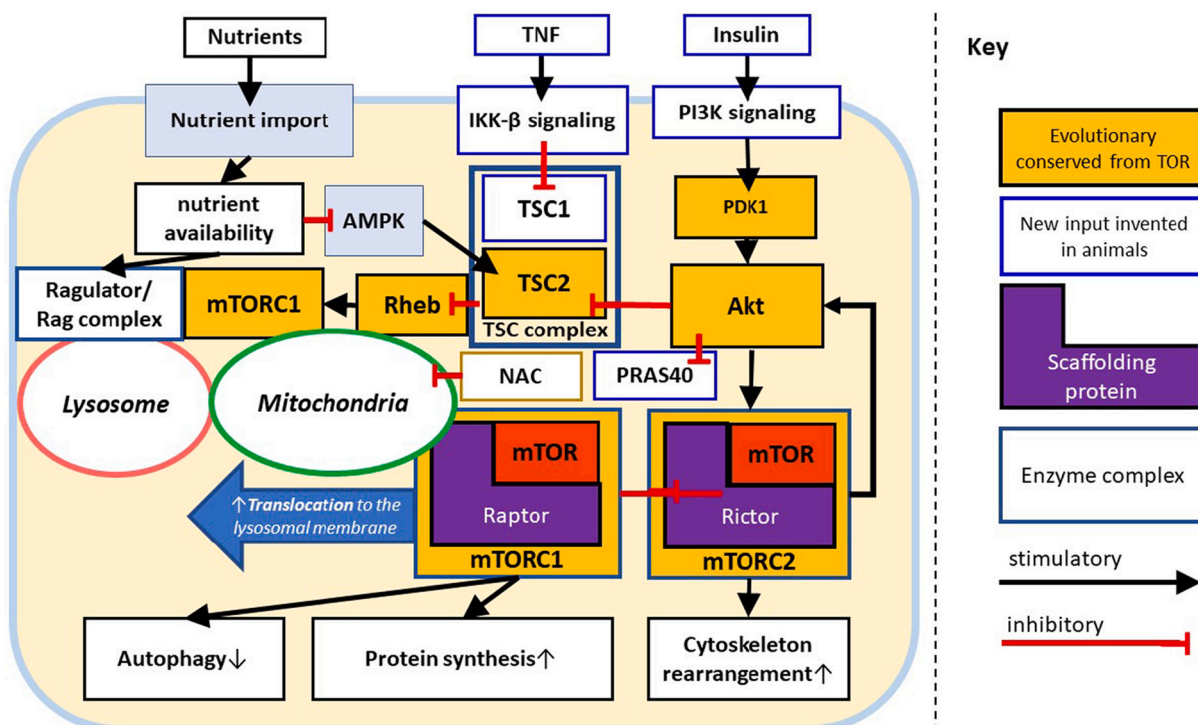 Nutrients
TNF
Insulin
Nutrient import
IKK-β signaling
PI3K signaling
nutrient
availability
AMPK
TSC1
PDK1
Ragulator/
Rag complex
mTORC1
Rheb
TSC2
TSC complex
Akt
Lysosome
Mitochondria
NAC
PRAS40
↑Translocation to the
lysosomal membrane
mTOR
Raptor
mTORC1
mTOR
Rictor
mTORC2
Autophagy↓
Protein synthesis↑
Cytoskeleton
rearrangement↑
Key
Evolutionary
conserved from TOR
New input invented
in animals
Scaffolding
protein
Enzyme complex
stimulatory
inhibitory